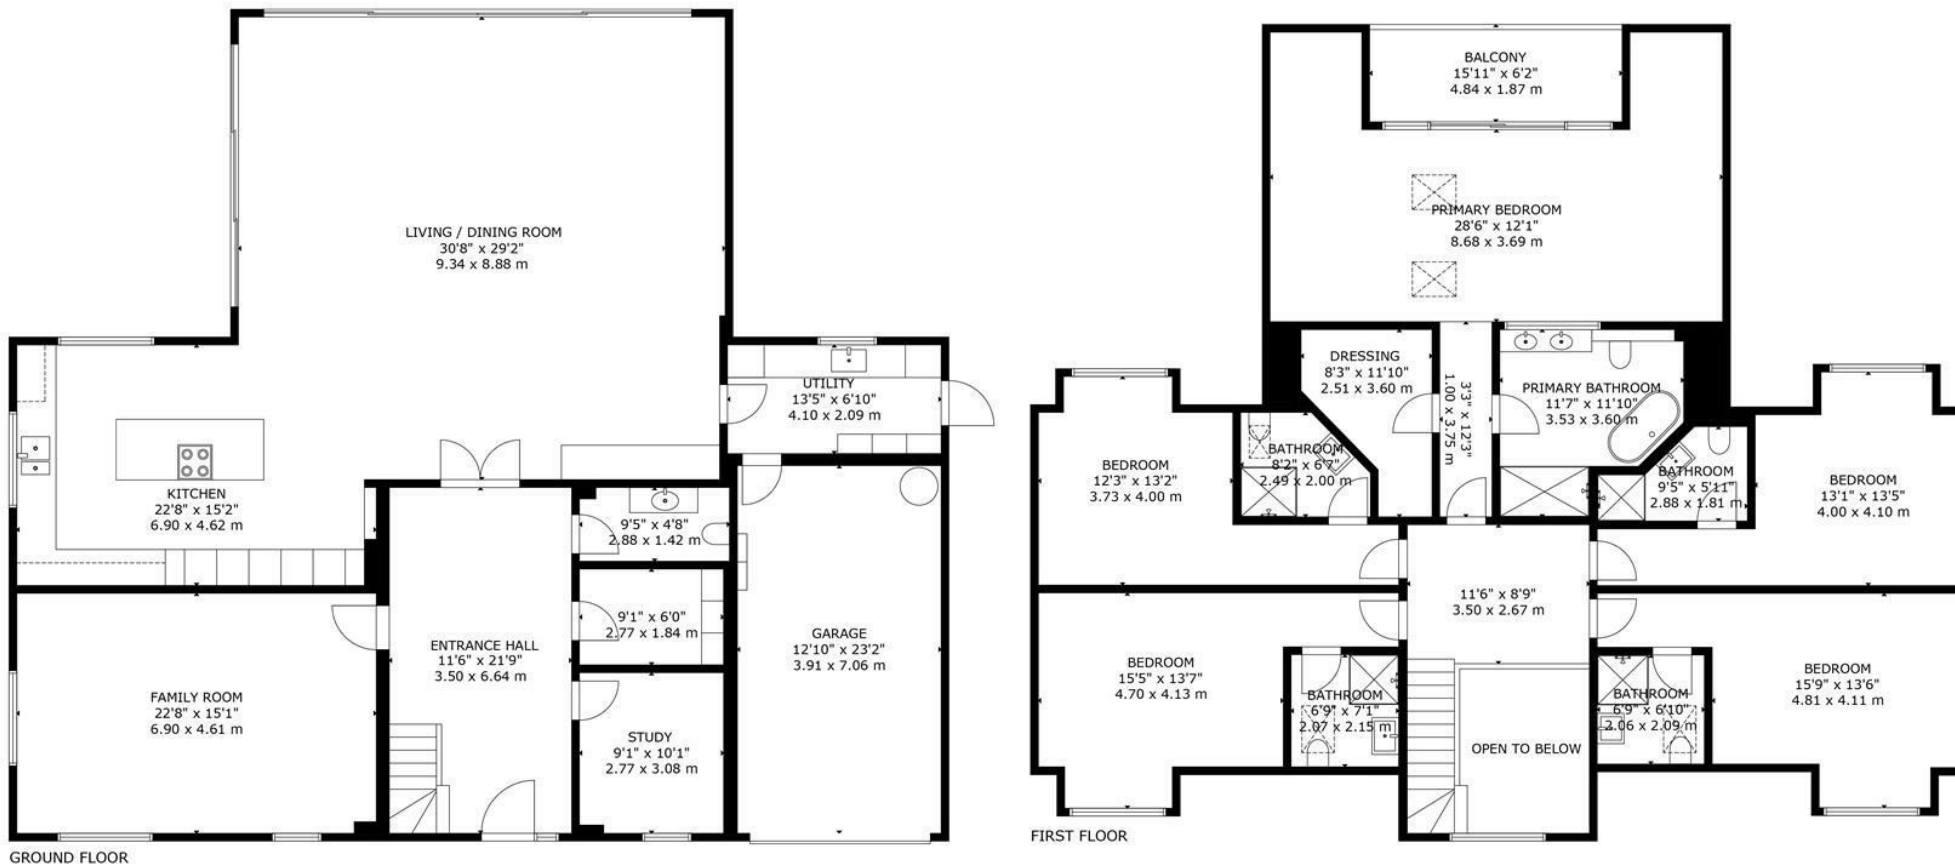 LIVING / DINING ROOM
30'8" x 29'2"
9.34 x 8.88 m
UTILITY
13'5" x 6'10"
4.10 x 2.09 m
KITCHEN
22'8" x 15'2"
6.90 x 4.62 m
9'5" x 4'8"
2.88 x 1.42 m
9'1" x 6'0"
2.77 x 1.84 m
ENTRANCE HALL
11'6" x 21'9"
3.50 x 6.64 m
GARAGE
12'10" x 23'2"
3.91 x 7.06 m
FAMILY ROOM
22'8" x 15'1"
6.90 x 4.61 m
STUDY
9'1" x 10'1"
2.77 x 3.08 m
GROUND FLOOR
BALCONY
15'11" x 6'2"
4.84 x 1.87 m
PRIMARY BEDROOM
28'6" x 12'1"
8.68 x 3.69 m
DRESSING
8'3" x 11'10"
2.51 x 3.60 m
3'3" x 12'3"
1.00 x 3.75 m
PRIMARY BATHROOM
11'7" x 11'10"
3.53 x 3.60 m
BEDROOM
12'3" x 13'2"
3.73 x 4.00 m
BATHROOM
8'2" x 6'7"
2.49 x 2.00 m
BATHROOM
9'5" x 5'11"
2.88 x 1.81 m
BEDROOM
13'1" x 13'5"
4.00 x 4.10 m
11'6" x 8'9"
3.50 x 2.67 m
BEDROOM
15'5" x 13'7"
4.70 x 4.13 m
BATHROOM
6'9" x 7'1"
2.07 x 2.15 m
BATHROOM
6'9" x 6'10"
2.06 x 2.09 m
BEDROOM
15'9" x 13'6"
4.81 x 4.11 m
OPEN TO BELOW
FIRST FLOOR